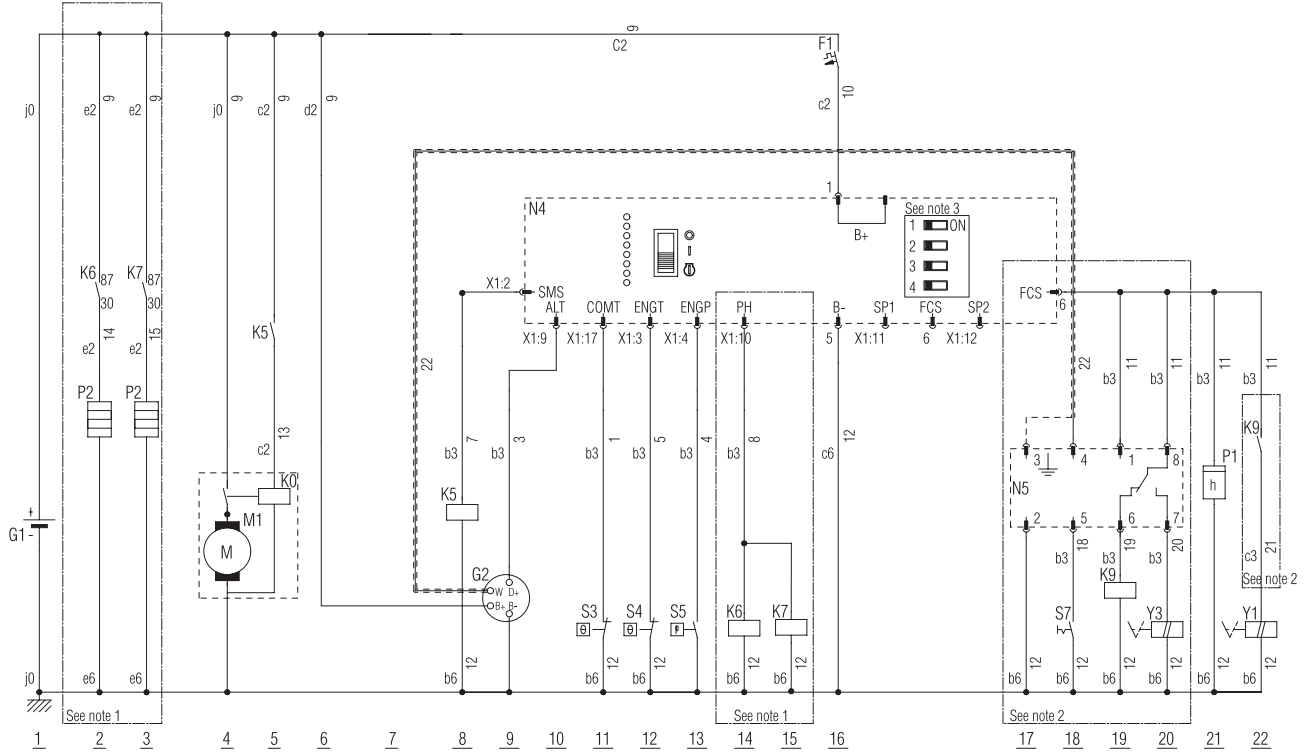 9
C2
F1
j0
e2
9
e2
9
j0
9
c2
9
d2
9
c2
10
1
N4
B+
See note 3
1
ON
2
3
4
K6
87
30
K7
87
30
14
15
e2
e2
K5
X1:2
SMS
FCS
6
ALT
COMT
ENGT
ENGP
PH
B-
SP1
FCS
SP2
X1:9
X1:17
X1:3
X1:4
X1:10
5
X1:11
6
X1:12
22
22
b3
11
b3
11
b3
11
b3
11
P2
P2
c2
13
b3
7
b3
3
b3
1
b3
5
b3
4
b3
8
c6
12
K9
K0
M1
M
K5
3
4
1
8
N5
2
5
6
7
P1
h
+
G1
-
18
b3
19
b3
20
c3
21
See note 2
G2
W
D+
B+
B-
K9
S3
θ
S4
θ
S5
P
K6
K7
S7
Y3
Y1
j0
e6
e6
b6
12
b6
b6
12
b6
12
b6
12
b6
12
b6
12
b6
12
b6
12
b6
12
b6
12
b6
12
b6
12
See note 1
See note 1
See note 2
1
2
3
4
5
6
7
8
9
10
11
12
13
14
15
16
17
18
19
20
21
22